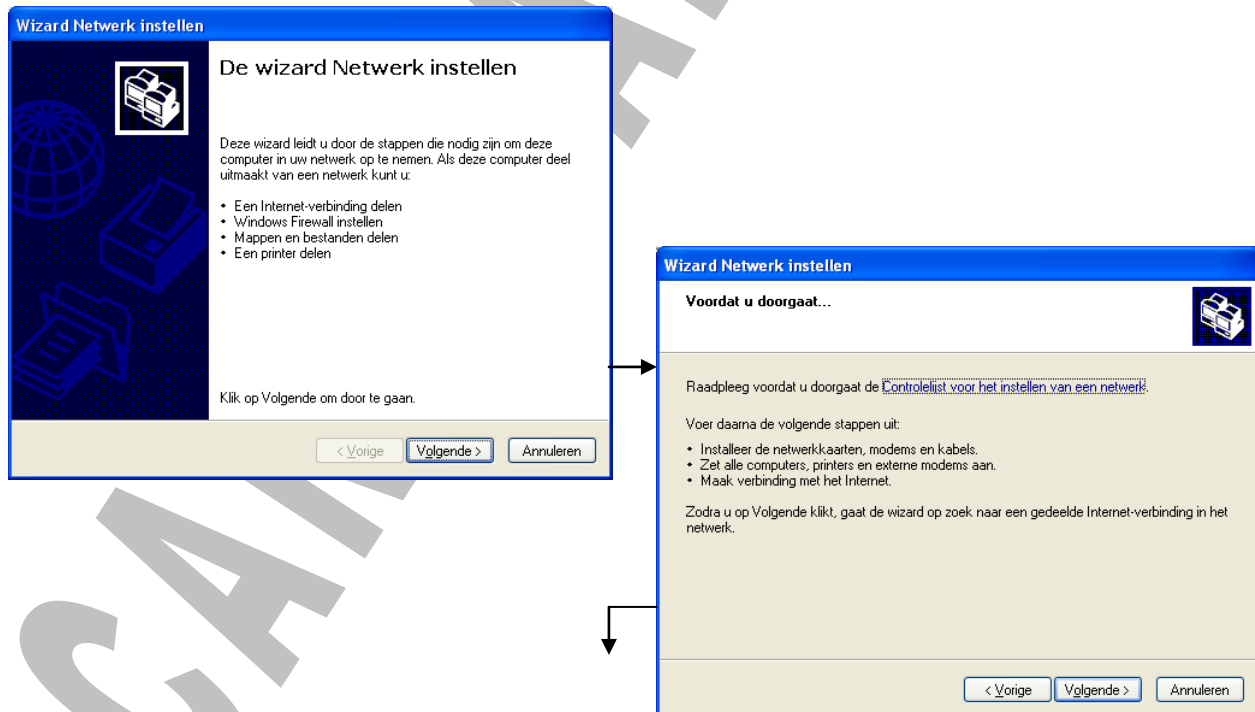 Wizard Netwerk instellen
De wizard Netwerk instellen
Deze wizard leidt u door de stappen die nodig zijn om deze
computer in uw netwerk op te nemen. Als deze computer deel
uitmaakt van een netwerk kunt u:
• Een Internet-verbinding delen
• Windows Firewall instellen
• Mappen en bestanden delen
• Een printer delen
Klik op Volgende om door te gaan.
< Vorige Volgende > Annuleren
Wizard Netwerk instellen
Voordat u doorgaat...
Raadpleeg voordat u doorgaat de Controlelijst voor het instellen van een netwerk.
Voer daarna de volgende stappen uit:
• Installeer de netwerkkaarten, modems en kabels.
• Zet alle computers, printers en externe modems aan.
• Maak verbinding met het Internet.
Zodra u op Volgende klikt, gaat de wizard op zoek naar een gedeelde Internet-verbinding in het
netwerk.
< Vorige Volgende > Annuleren